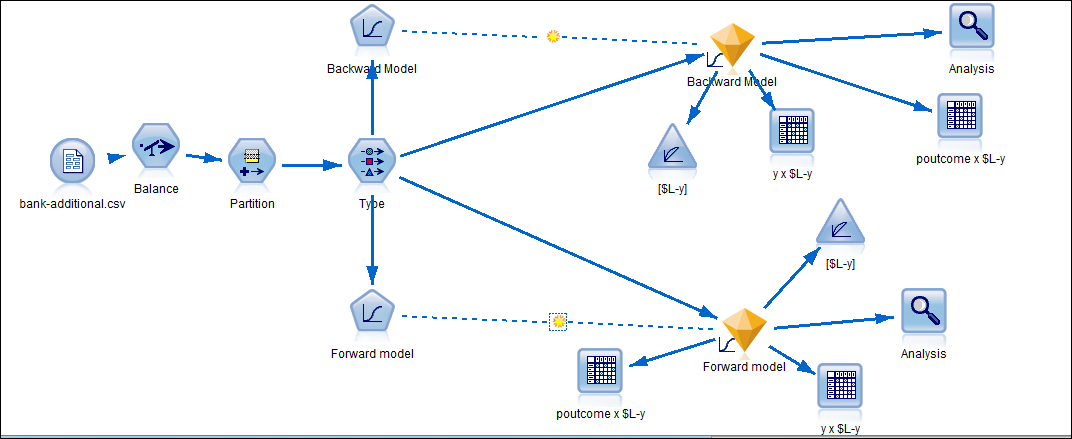 Backward Model
Backward Model
Analysis
poutcome x $L-y
y x $L-y
[$L-y]
bank-additional.csv
Balance
Partition
Type
[$L-y]
Forward model
Forward model
Analysis
poutcome x $L-y
y x $L-y